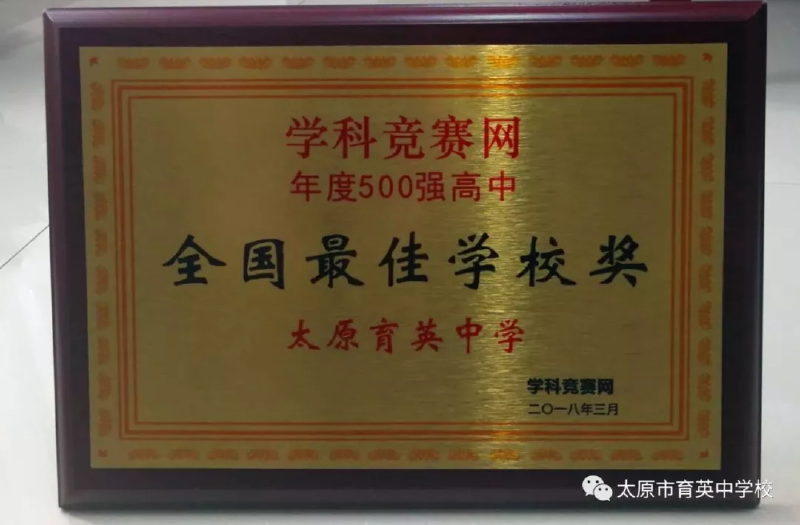 学科竞赛网
年度500强高中
全国最佳学校奖
太原育英中学
学科竞赛网
二〇一八年三月
太原市育英中学校